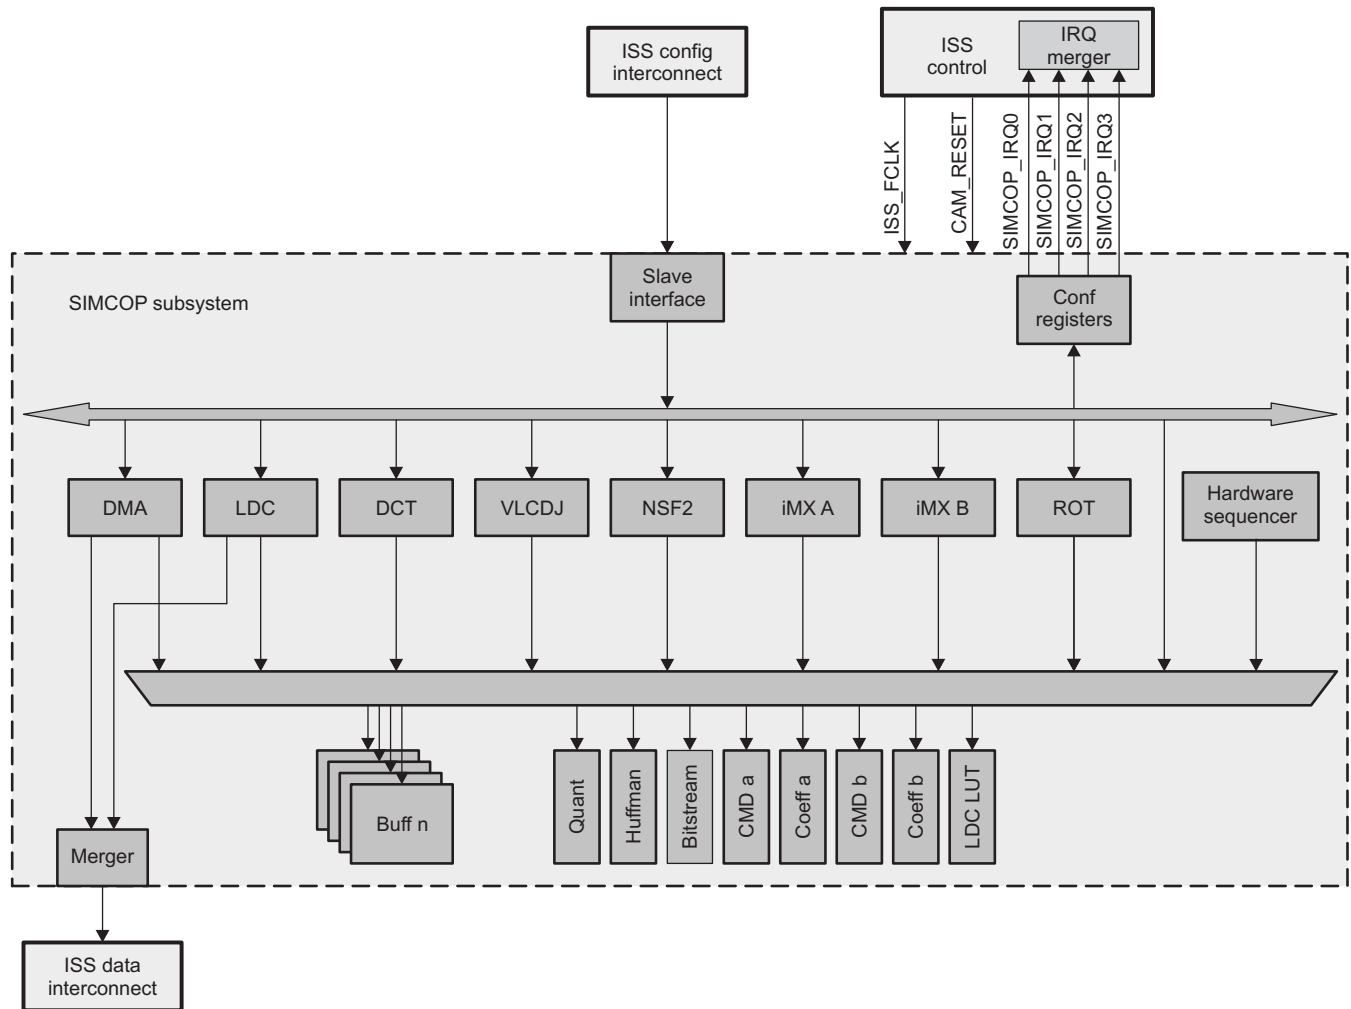 ISS config
interconnect
ISS
control
IRQ
merger
ISS_FCLK
CAM_RESET
SIMCOP_IRQ0
SIMCOP_IRQ1
SIMCOP_IRQ2
SIMCOP_IRQ3
SIMCOP subsystem
Slave
interface
Conf
registers
DMA
LDC
DCT
VLCDJ
NSF2
iMX A
iMX B
ROT
Hardware
sequencer
Buff n
Quant
Huffman
Bitstream
CMD a
Coeff a
CMD b
Coeff b
LDC LUT
Merger
ISS data
interconnect